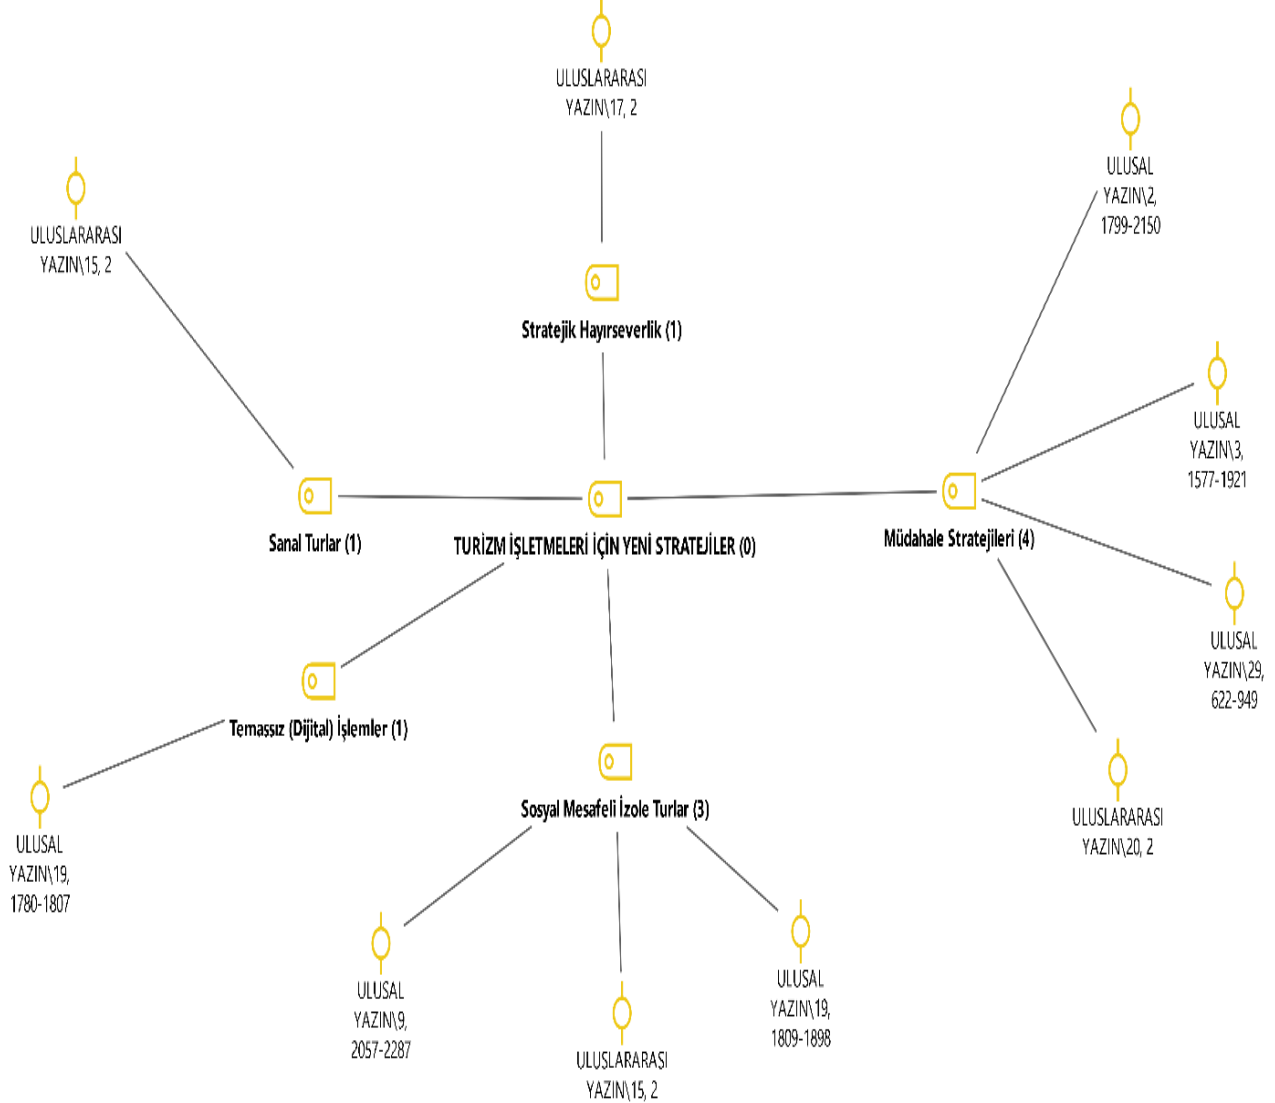 ULUSLARARASI
YAZIN\17, 2
ULUSAL
YAZIN\2,
1799-2150
ULUSLARARASI
YAZIN\15, 2
Stratejik Hayırseverlik (1)
ULUSAL
YAZIN\3,
1577-1921
Sanal Turlar (1)
TURİZM İŞLETMELERİ İÇİN YENİ STRATEJİLER (0)
Müdahale Stratejileri (4)
ULUSAL
YAZIN\29,
622-949
Temassız (Dijital) İşlemler (1)
Sosyal Mesafeli İzole Turlar (3)
ULUSLARARASI
YAZIN\20, 2
ULUSAL
YAZIN\19,
1780-1807
ULUSAL
YAZIN\9,
2057-2287
ULUSLARARASI
YAZIN\15, 2
ULUSAL
YAZIN\19,
1809-1898